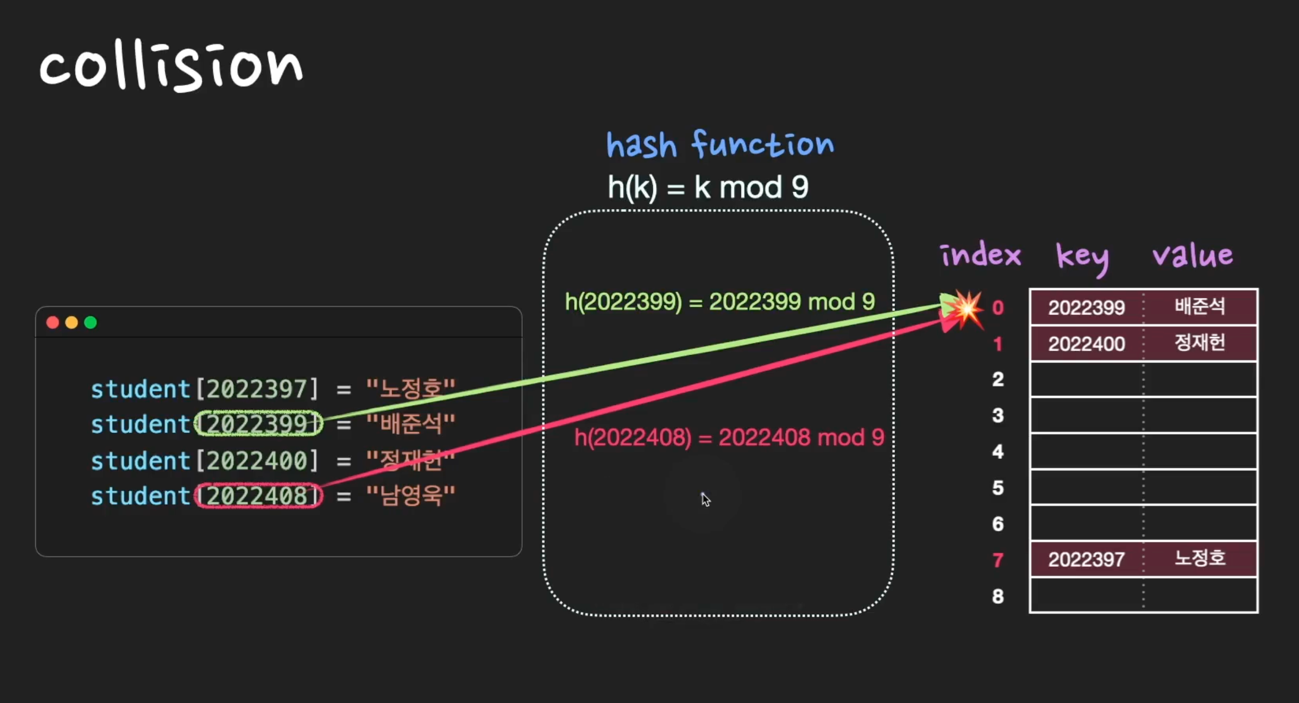 collision
hash function
h(k) = k mod 9
student[2022397] = "노정호"
student[2022399] = "배준석"
student[2022400] = "정재헌"
student[2022408] = "남영욱"
h(2022399) = 2022399 mod 9
h(2022408) = 2022408 mod 9
index key value
0 2022399 배준석
1 2022400 정재헌
2
3
4
5
6
7 2022397 노정호
8